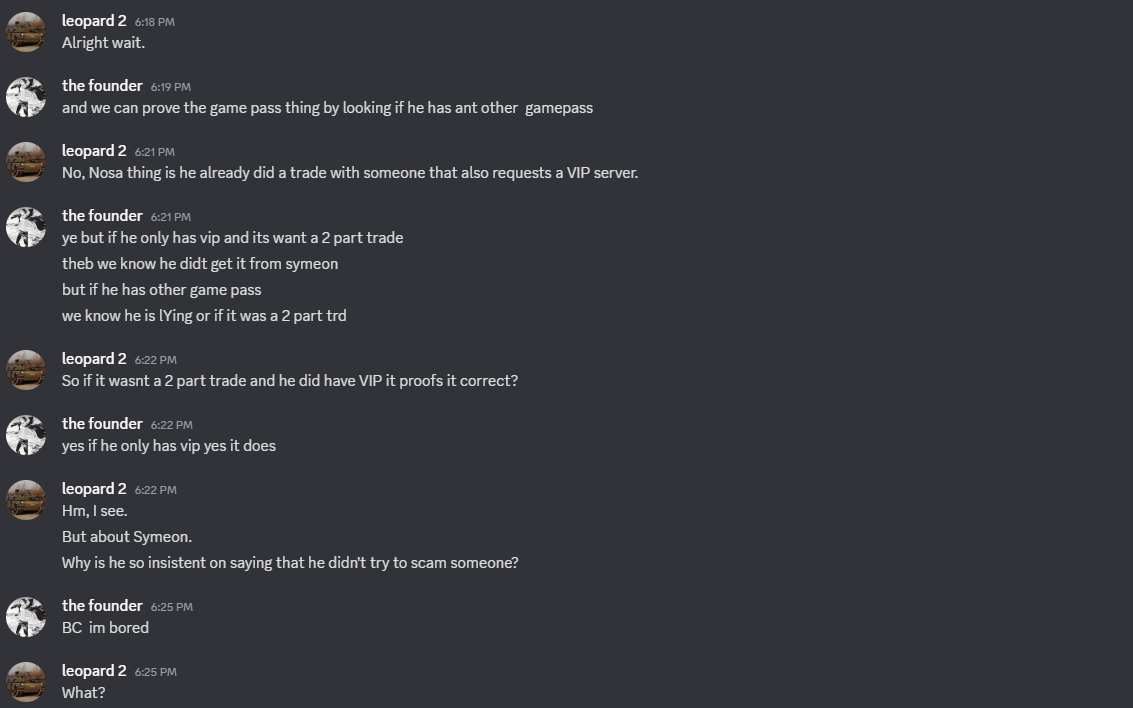 leopard 2 6:18 PM
Alright wait.
the founder 6:19 PM
and we can prove the game pass thing by looking if he has ant other gamepass
leopard 2 6:21 PM
No, Nosa thing is he already did a trade with someone that also requests a VIP server.
the founder 6:21 PM
ye but if he only has vip and its want a 2 part trade
theb we know he didt get it from symeon
but if he has other game pass
we know he is lYing or if it was a 2 part trd
leopard 2 6:22 PM
So if it wasnt a 2 part trade and he did have VIP it proofs it correct?
the founder 6:22 PM
yes if he only has vip yes it does
leopard 2 6:22 PM
Hm, I see.
But about Symeon.
Why is he so insistent on saying that he didn't try to scam someone?
the founder 6:25 PM
BC im bored
leopard 2 6:25 PM
What?